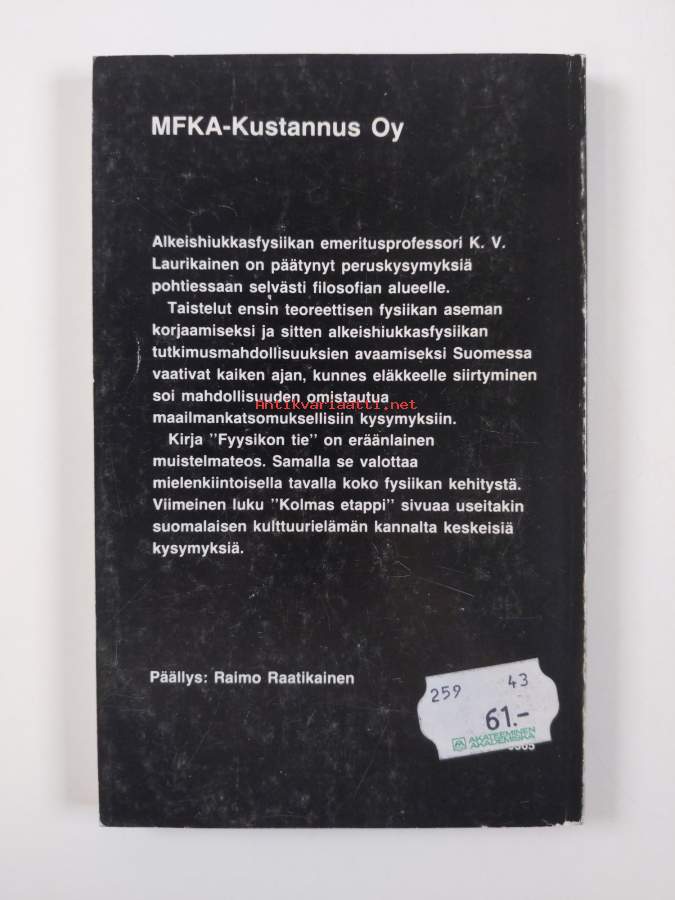 MFKA-Kustannus Oy
Alkeishiukkasfysiikan emeritusprofessori K. V.
Laurikainen on päätynyt peruskysymyksiä
pohtiessaan selvästi filosofian alueelle.
Taistelut ensin teoreettisen fysiikan aseman
korjaamiseksi ja sitten alkeishiukkasfysiikan
tutkimusmahdollisuuksien avaamiseksi Suomessa
vaativat kaiken ajan, kunnes eläkkeelle siirtyminen
soi mahdollisuuden omistautua
Antikvariaatti.net
maailmankatsomuksellisiin kysymyksiin.
Kirja "Fyysikon tie" on eräänlainen
muistelmateos. Samalla se valottaa
mielenkiintoisella tavalla koko fysiikan kehitystä.
Viimeinen luku "Kolmas etappi" sivuaa useitakin
suomalaisen kulttuurielämän kannalta keskeisiä
kysymyksiä.
Päällys: Raimo Raatikainen
259 43
61.-
AKATEEMINEN
AKADEMISKA